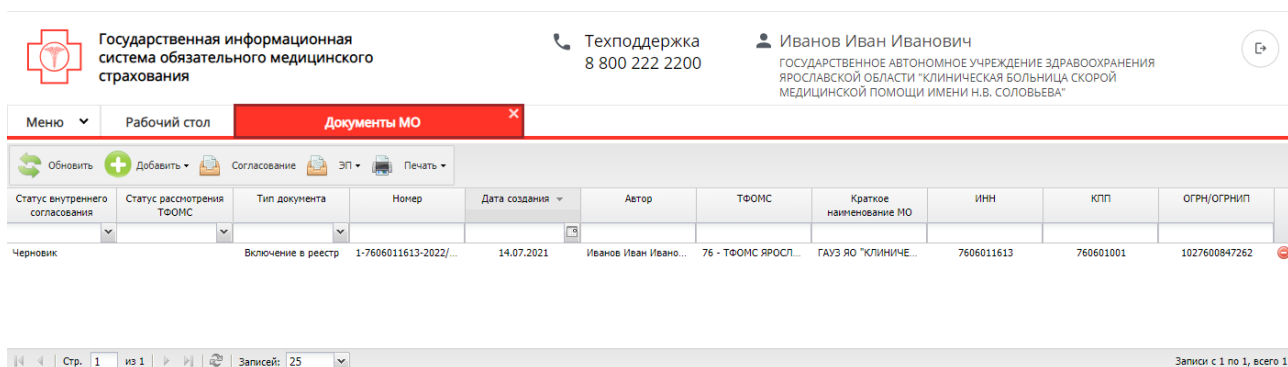 Государственная информационная
система обязательного медицинского
страхования
Техподдержка
8 800 222 2200
Иванов Иван Иванович
ГОСУДАРСТВЕННОЕ АВТОНОМНОЕ УЧРЕЖДЕНИЕ ЗДРАВООХРАНЕНИЯ
ЯРОСЛАВСКОЙ ОБЛАСТИ "КЛИНИЧЕСКАЯ БОЛЬНИЦА СКОРОЙ
МЕДИЦИНСКОЙ ПОМОЩИ ИМЕНИ Н.В. СОЛОВЬЕВА"
Меню Рабочий стол Документы МО
Обновить Добавить Согласование ЭП Печать
Статус внутреннего согласования Статус рассмотрения ТФОМС Тип документа Номер Дата создания Автор ТФОМС Краткое наименование МО ИНН КПП ОГРН/ОГРНИП
Черновик Включение в реестр 1-7606011613-2022/... 14.07.2021 Иванов Иван Ивано... 76 - ТФОМС ЯРОСЛ... ГАУЗ ЯО "КЛИНИЧЕ... 7606011613 760601001 1027600847262
Стр. 1 из 1 Записей: 25 Записи с 1 по 1, всего 1